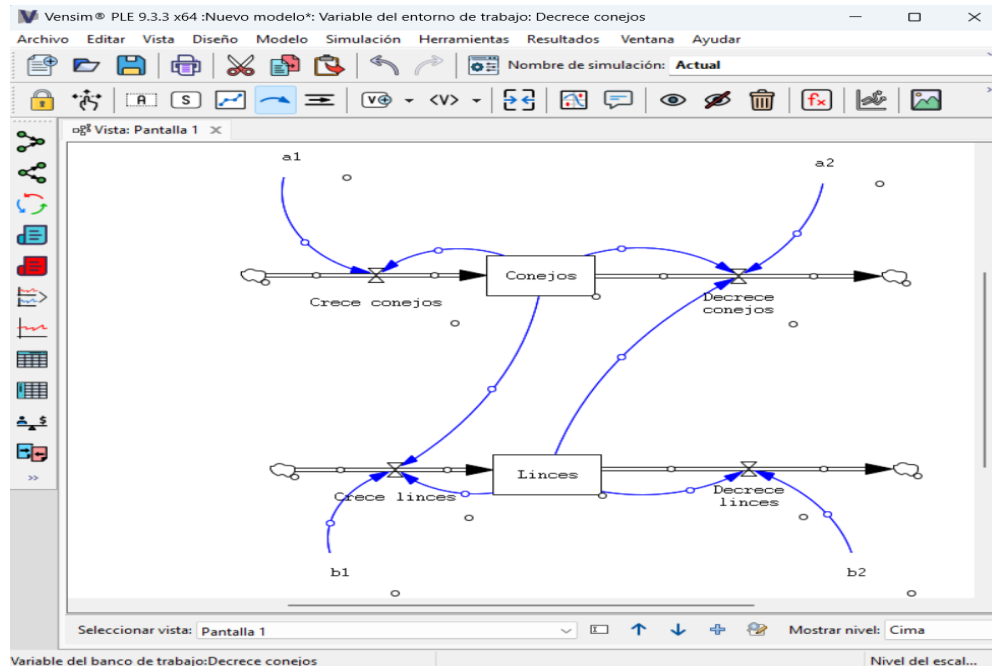 Vensim® PLE 9.3.3 x64 :Nuevo modelo*: Variable del entorno de trabajo: Decrece conejos
Archivo Editar Vista Diseño Modelo Simulación Herramientas Resultados Ventana Ayudar
Nombre de simulación: Actual
A S V <V> fx
Vista: Pantalla 1
a1
a2
Conejos
Crece conejos
Decrece
conejos
Linces
Crece linces
Decrece
linces
b1
b2
Seleccionar vista: Pantalla 1 Mostrar nivel: Cima
Variable del banco de trabajo:Decrece conejos Nivel del escal...